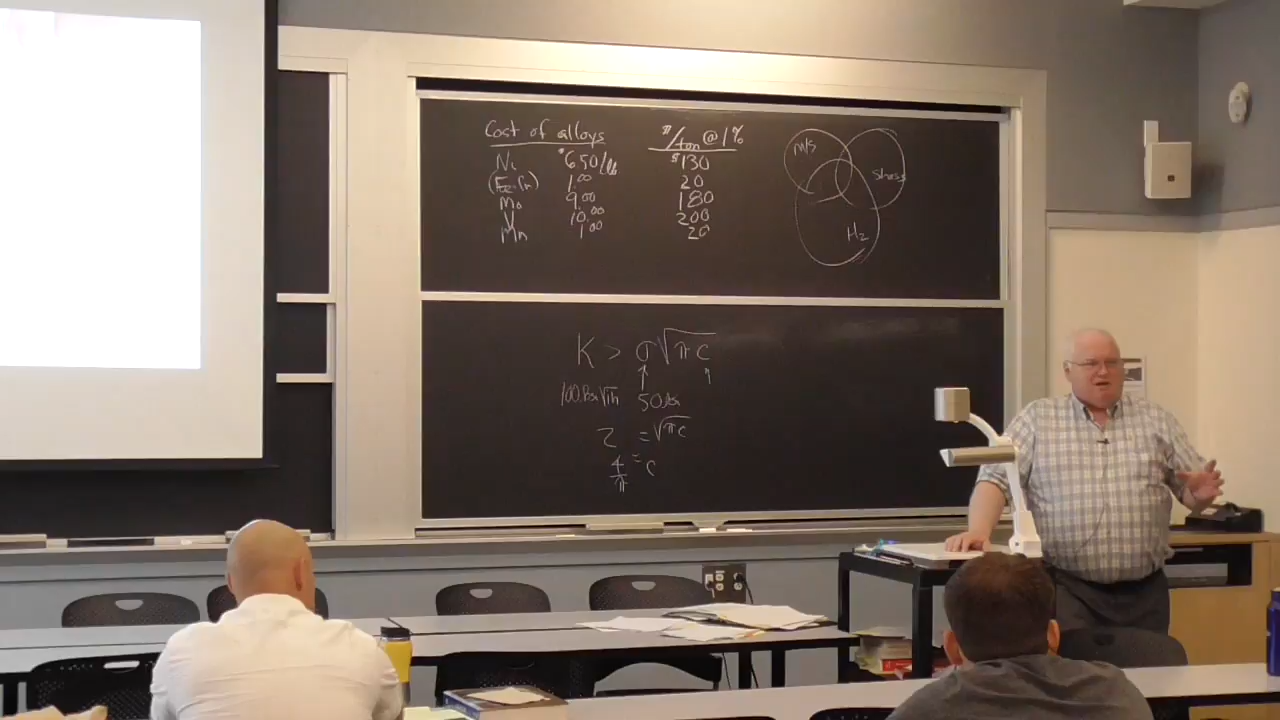 Cost of alloys $/ton @ 1%
Ni $6.50/lb $130
(Fe-Cr) 1.00 20
Mo 9.00 180
V 10.00 200
Mn 1.00 20
m/s
stress
H2
K > σ√πc
100 ksi√in 50 ksi
2 = √πc
4/π = c